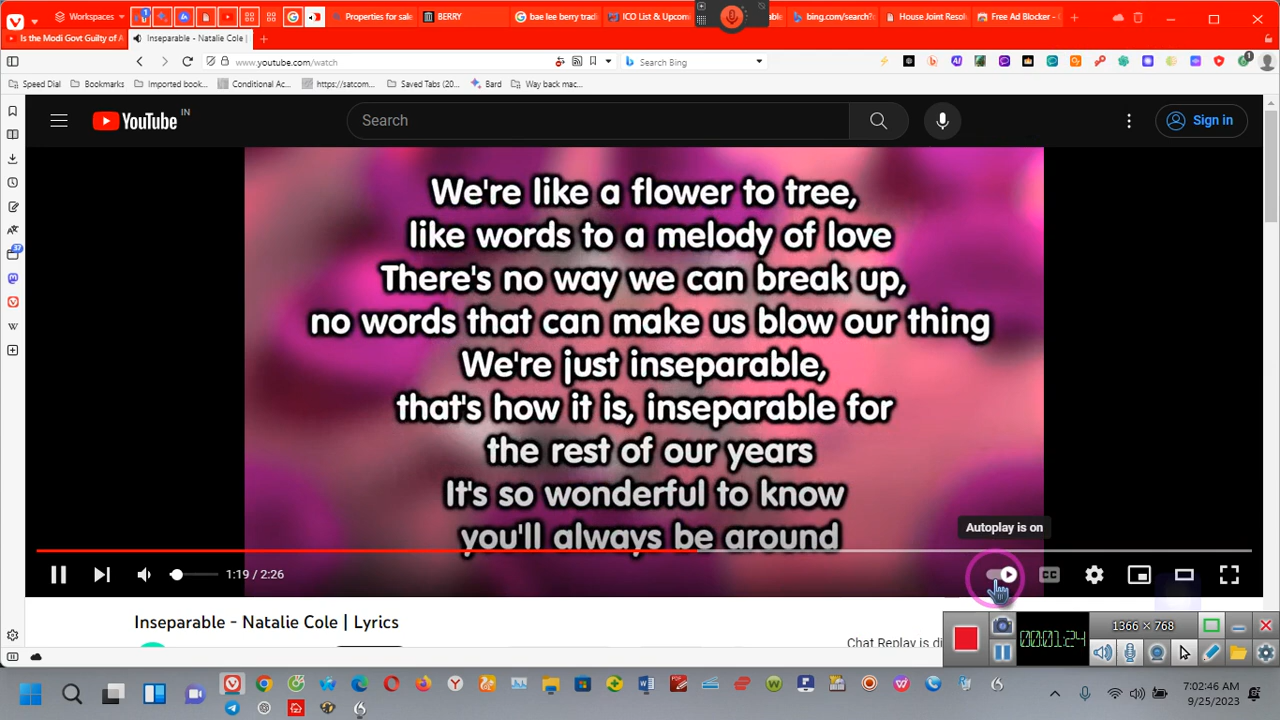 Workspaces
Properties for sale
BERRY
bae lee berry tradi
ICO List & Upcom
able
bing.com/search?
House Joint Resol
Free Ad Blocker -
Is the Modi Govt Guilty of A
Inseparable - Natalie Cole |
www.youtube.com/watch
Search Bing
Speed Dial
Bookmarks
Imported book...
Conditional Ac...
https://satcom...
Saved Tabs (20...
Bard
Way back mac...
YouTube IN
Search
Sign in
We're like a flower to tree,
like words to a melody of love
There's no way we can break up,
no words that can make us blow our thing
We're just inseparable,
that's how it is, inseparable for
the rest of our years
It's so wonderful to know
you'll always be around
Autoplay is on
1:19 / 2:26
CC
Inseparable - Natalie Cole | Lyrics
Chat Replay is di
1366 × 768
00:01:24
7:02:46 AM
9/25/2023